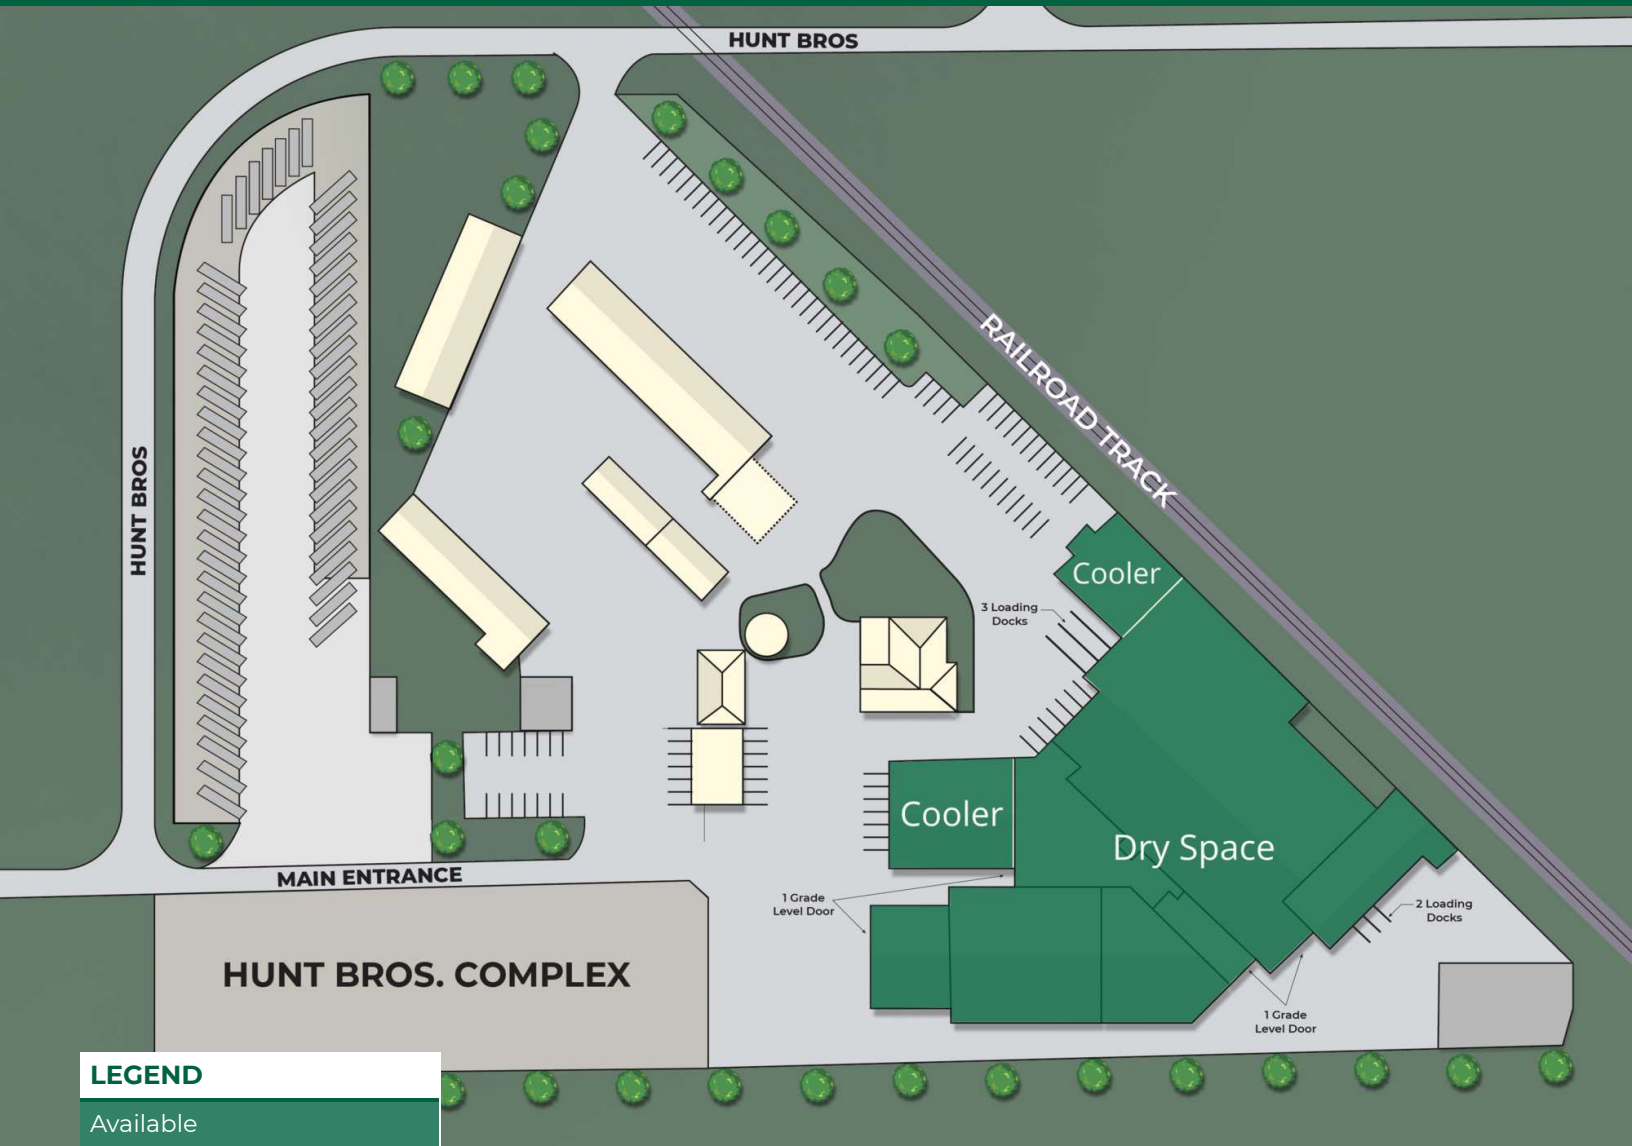 HUNT BROS
RAILROAD TRACK
HUNT BROS
Cooler
3 Loading
Docks
Cooler
Dry Space
MAIN ENTRANCE
1 Grade
Level Door
2 Loading
Docks
HUNT BROS. COMPLEX
1 Grade
Level Door
LEGEND
Available